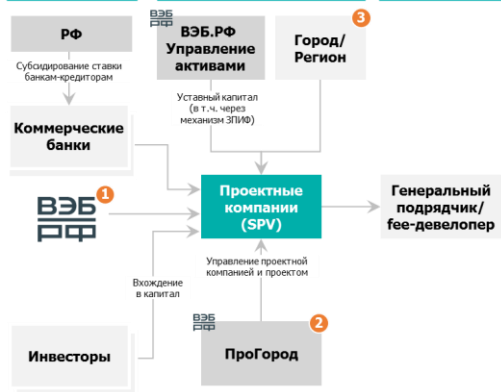 РФ
ВЭБ
РФ
ВЭБ.РФ
Управление
активами
3
Город/
Регион
Субсидирование ставки
банкам-кредиторам
Уставный капитал
(в т.ч. через
механизм ЗПИФ)
Коммерческие
банки
ВЭБ
РФ
1
Проектные
компании
(SPV)
Генеральный
подрядчик/
fee-девелопер
Управление проектной
компанией и проектом
Вхождение
в капитал
Инвесторы
ВЭБ
РФ
2
ПроГород